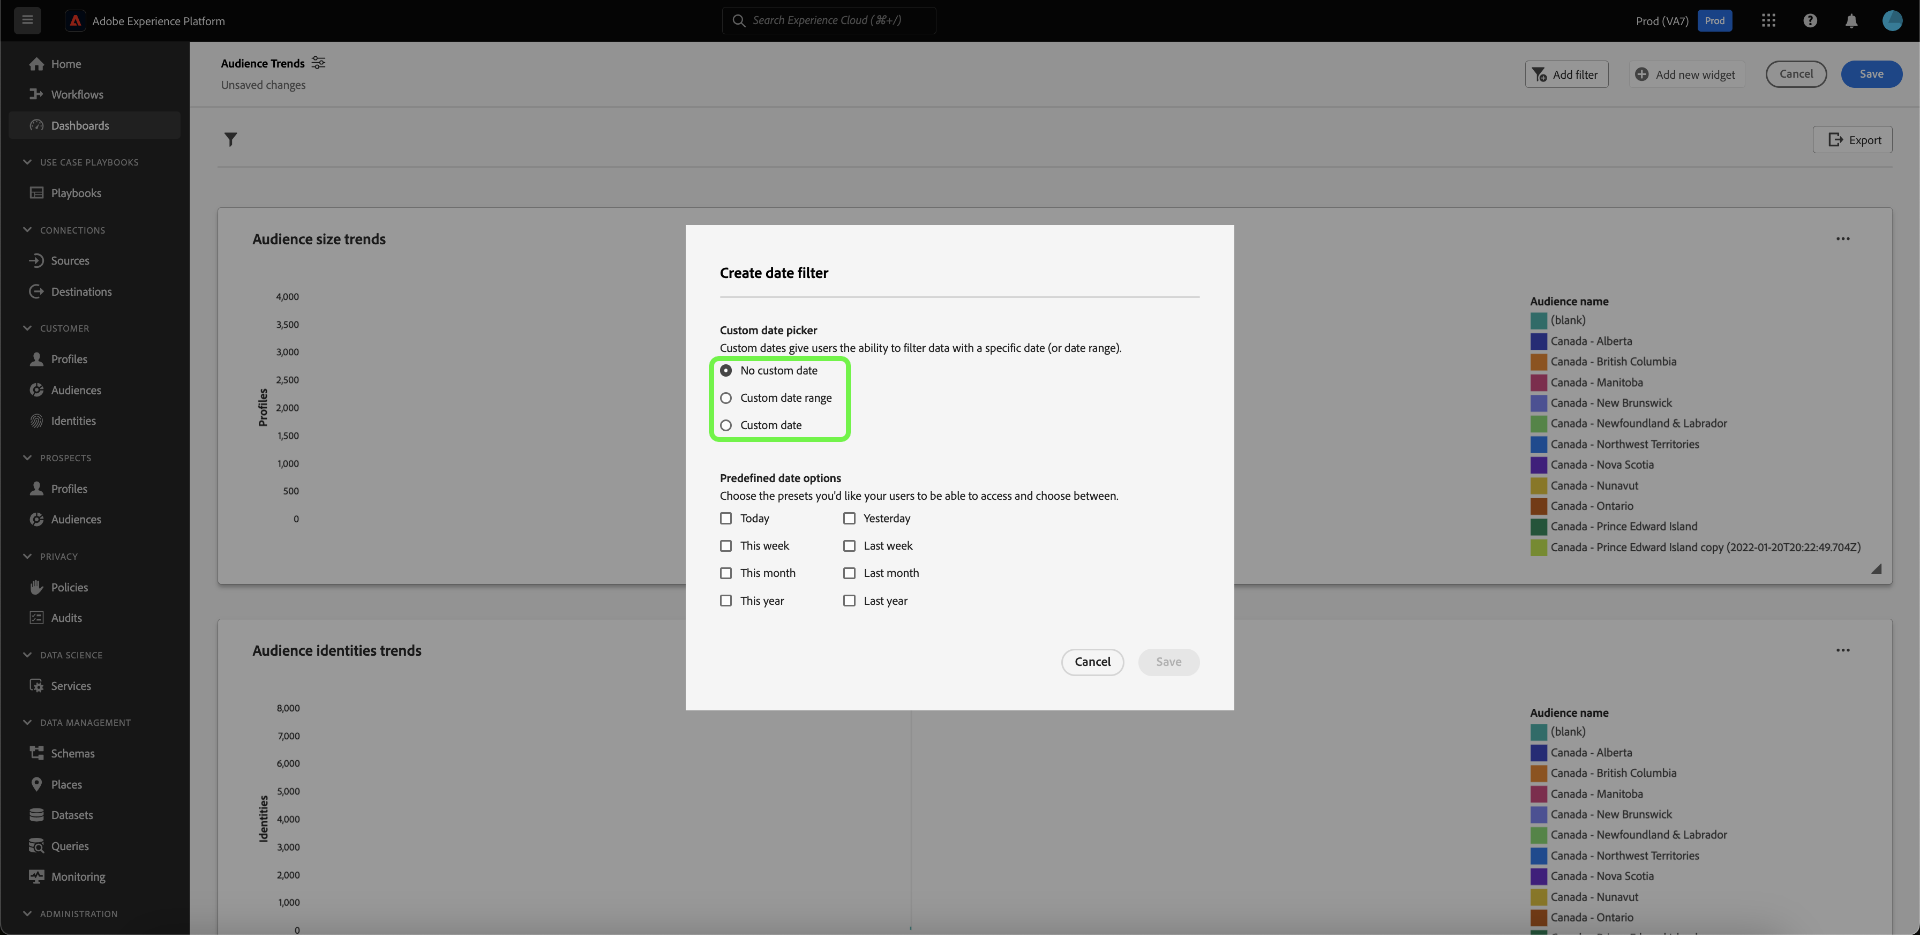 Adobe Experience Platform
Search Experience Cloud (⌘+/)
Prod (VA7)
Prod
Home
Workflows
Dashboards
USE CASE PLAYBOOKS
Playbooks
CONNECTIONS
Sources
Destinations
CUSTOMER
Profiles
Audiences
Identities
PROSPECTS
Profiles
Audiences
PRIVACY
Policies
Audits
DATA SCIENCE
Services
DATA MANAGEMENT
Schemas
Places
Datasets
Queries
Monitoring
ADMINISTRATION
Audience Trends
Unsaved changes
Add filter
Add new widget
Cancel
Save
Export
Audience size trends
Profiles
4,000
3,500
3,000
2,500
2,000
1,500
1,000
500
0
Audience name
(blank)
Canada - Alberta
Canada - British Columbia
Canada - Manitoba
Canada - New Brunswick
Canada - Newfoundland & Labrador
Canada - Northwest Territories
Canada - Nova Scotia
Canada - Nunavut
Canada - Ontario
Canada - Prince Edward Island
Canada - Prince Edward Island copy (2022-01-20T20:22:49.704Z)
Create date filter
Custom date picker
Custom dates give users the ability to filter data with a specific date (or date range).
No custom date
Custom date range
Custom date
Predefined date options
Choose the presets you'd like your users to be able to access and choose between.
Today
Yesterday
This week
Last week
This month
Last month
This year
Last year
Cancel
Save
Audience identities trends
Identities
8,000
7,000
6,000
5,000
4,000
3,000
2,000
1,000
0
Audience name
(blank)
Canada - Alberta
Canada - British Columbia
Canada - Manitoba
Canada - New Brunswick
Canada - Newfoundland & Labrador
Canada - Northwest Territories
Canada - Nova Scotia
Canada - Nunavut
Canada - Ontario